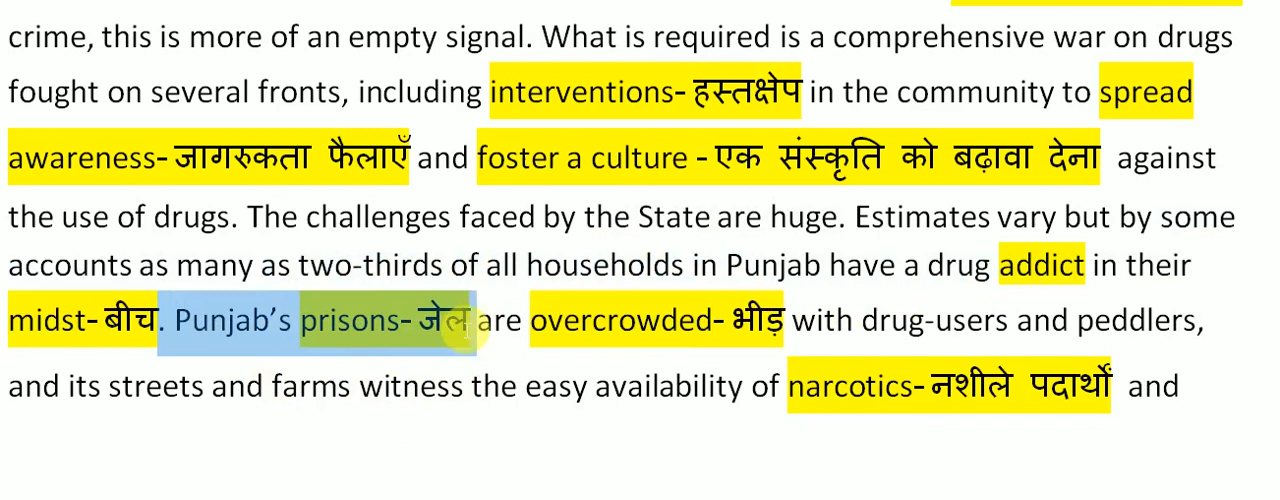 crime, this is more of an empty signal. What is required is a comprehensive war on drugs
fought on several fronts, including interventions- हस्तक्षेप in the community to spread
awareness- जागरुकता फैलाएँ and foster a culture - एक संस्कृति को बढ़ावा देना against
the use of drugs. The challenges faced by the State are huge. Estimates vary but by some
accounts as many as two-thirds of all households in Punjab have a drug addict in their
midst- बीच. Punjab’s prisons- जेल are overcrowded- भीड़ with drug-users and peddlers,
and its streets and farms witness the easy availability of narcotics- नशीले पदार्थों and